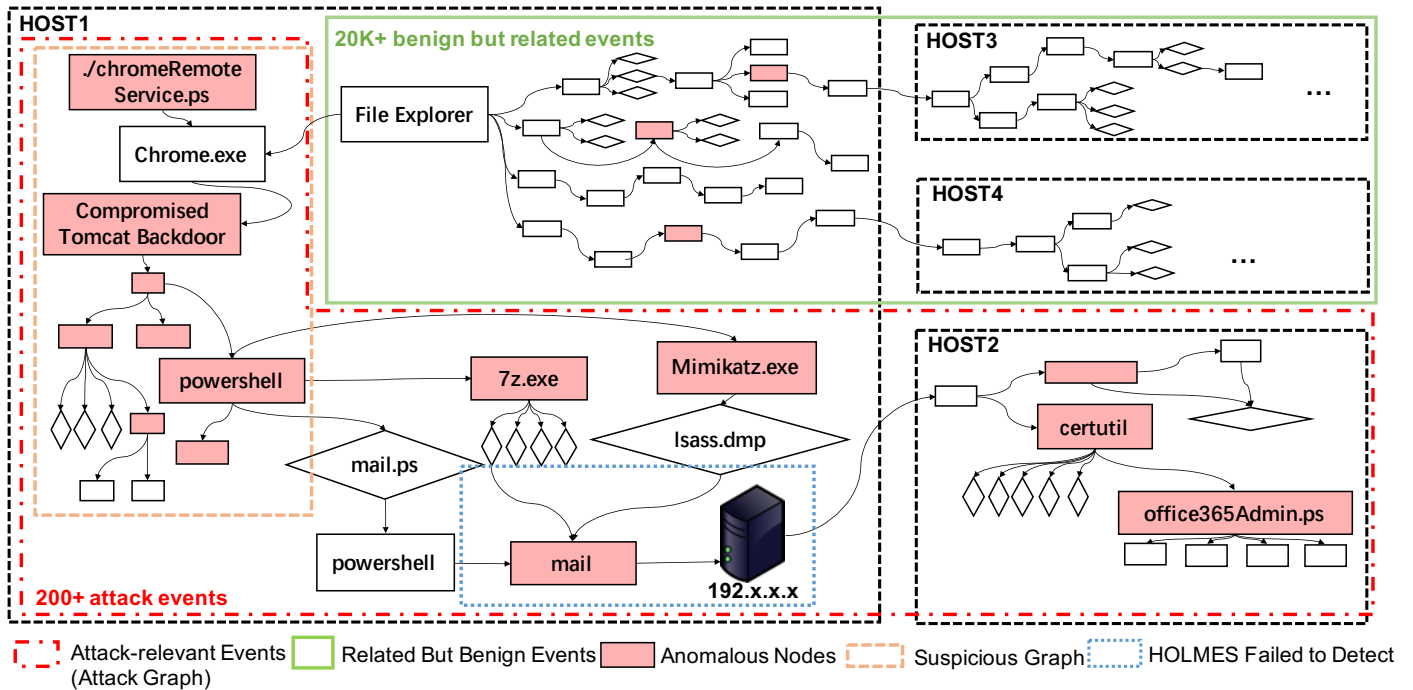 HOST1
20K+ benign but related events
HOST3
./chromeRemote
Service.ps
File Explorer
...
Chrome.exe
HOST4
Compromised
Tomcat Backdoor
...
HOST2
powershell
7z.exe
Mimikatz.exe
certutil
lsass.dmp
mail.ps
office365Admin.ps
powershell
mail
192.x.x.x
200+ attack events
Attack-relevant Events
(Attack Graph)
Related But Benign Events
Anomalous Nodes
Suspicious Graph
HOLMES Failed to Detect